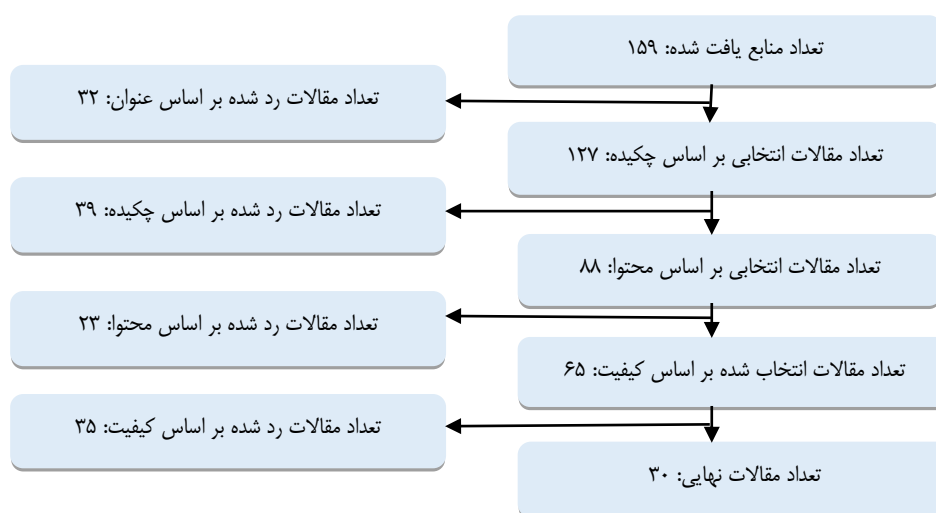 تعداد منابع یافت شده: ۱۵۹
تعداد مقالات رد شده بر اساس عنوان: ۳۲
تعداد مقالات انتخابی بر اساس چکیده: ۱۲۷
تعداد مقالات رد شده بر اساس چکیده: ۳۹
تعداد مقالات انتخابی بر اساس محتوا: ۸۸
تعداد مقالات رد شده بر اساس محتوا: ۲۳
تعداد مقالات انتخاب شده بر اساس کیفیت: ۶۵
تعداد مقالات رد شده بر اساس کیفیت: ۳۵
تعداد مقالات نهایی: ۳۰